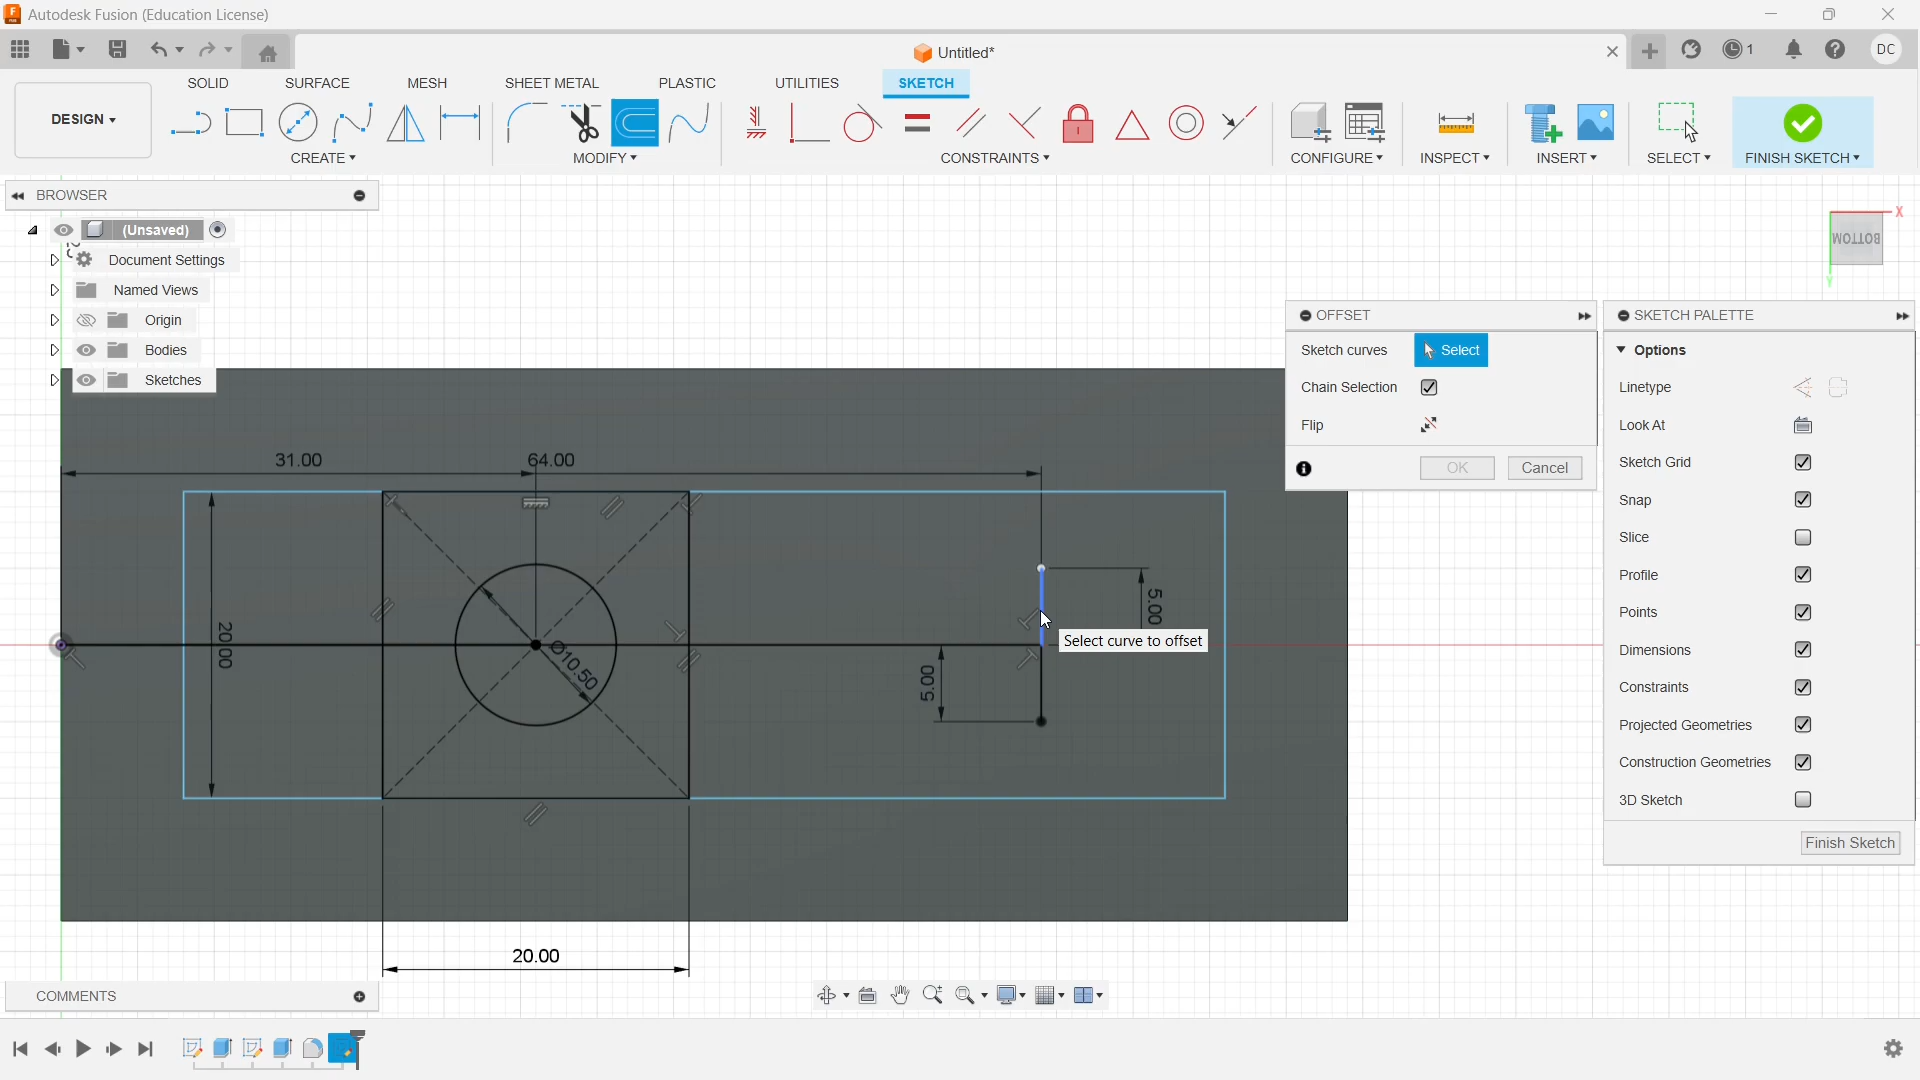 Autodesk Fusion (Education License)
Untitled*
1
DC
SOLID
SURFACE
MESH
SHEET METAL
PLASTIC
UTILITIES
SKETCH
DESIGN
CREATE
MODIFY
CONSTRAINTS
CONFIGURE
INSPECT
INSERT
SELECT
FINISH SKETCH
BROWSER
(Unsaved)
Document Settings
Named Views
Origin
Bodies
Sketches
X
BOTTOM
Y
OFFSET
Sketch curves
Select
Chain Selection
Flip
OK
Cancel
SKETCH PALETTE
Options
Linetype
Look At
Sketch Grid
Snap
Slice
Profile
Points
Dimensions
Constraints
Projected Geometries
Construction Geometries
3D Sketch
Finish Sketch
31.00
64.00
20.00
Ø10.50
5.00
5.00
Select curve to offset
20.00
COMMENTS